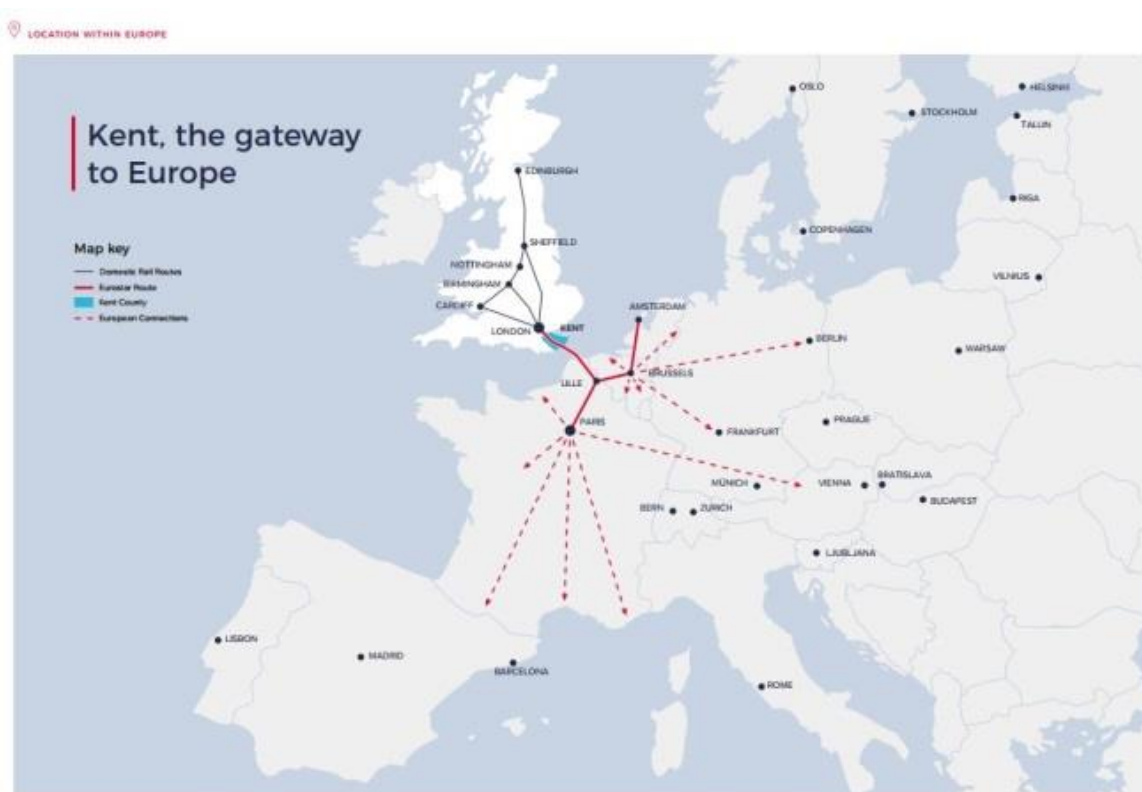 LOCATION WITHIN EUROPE
Kent, the gateway
to Europe
Map key
Domestic Rail Routes
Eurostar Route
Kent County
European Connections
OSLO
HELSINKI
STOCKHOLM
TALLIN
EDINBURGH
RIGA
COPENHAGEN
SHEFFIELD
NOTTINGHAM
VILNIUS
BIRMINGHAM
CARDIFF
AMSTERDAM
LONDON
KENT
BERLIN
WARSAW
BRUSSELS
LILLE
PARIS
PRAGUE
FRANKFURT
BRATISLAVA
MUNICH
VIENNA
BUDAPEST
BERN
ZURICH
LJUBLJANA
LISBON
MADRID
BARCELONA
ROME